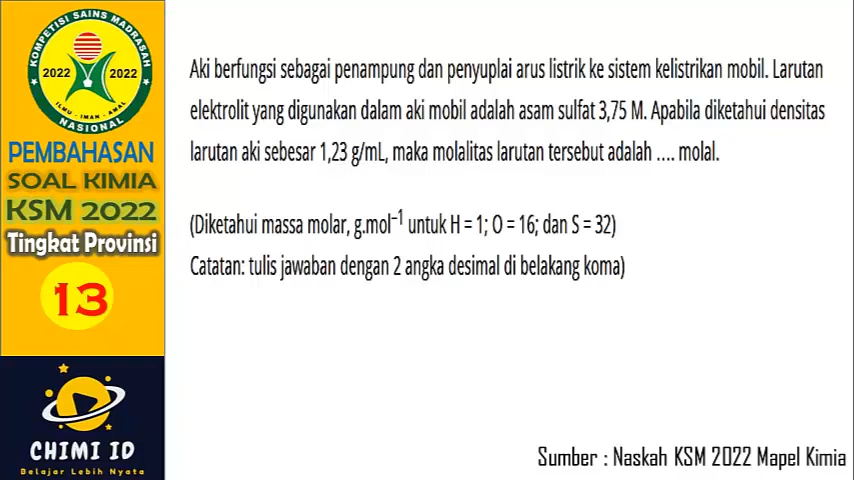 KOMPETISI SAINS MADRASAH
2022 2022
ILMU - IMAN - AMAL
NASIONAL
PEMBAHASAN
SOAL KIMIA
KSM 2022
Tingkat Provinsi
13
CHIMI ID
Belajar Lebih Nyata
Aki berfungsi sebagai penampung dan penyuplai arus listrik ke sistem kelistrikan mobil. Larutan
elektrolit yang digunakan dalam aki mobil adalah asam sulfat 3,75 M. Apabila diketahui densitas
larutan aki sebesar 1,23 g/mL, maka molalitas larutan tersebut adalah .... molal.
(Diketahui massa molar, g.mol⁻¹ untuk H = 1; O = 16; dan S = 32)
Catatan: tulis jawaban dengan 2 angka desimal di belakang koma)
Sumber : Naskah KSM 2022 Mapel Kimia